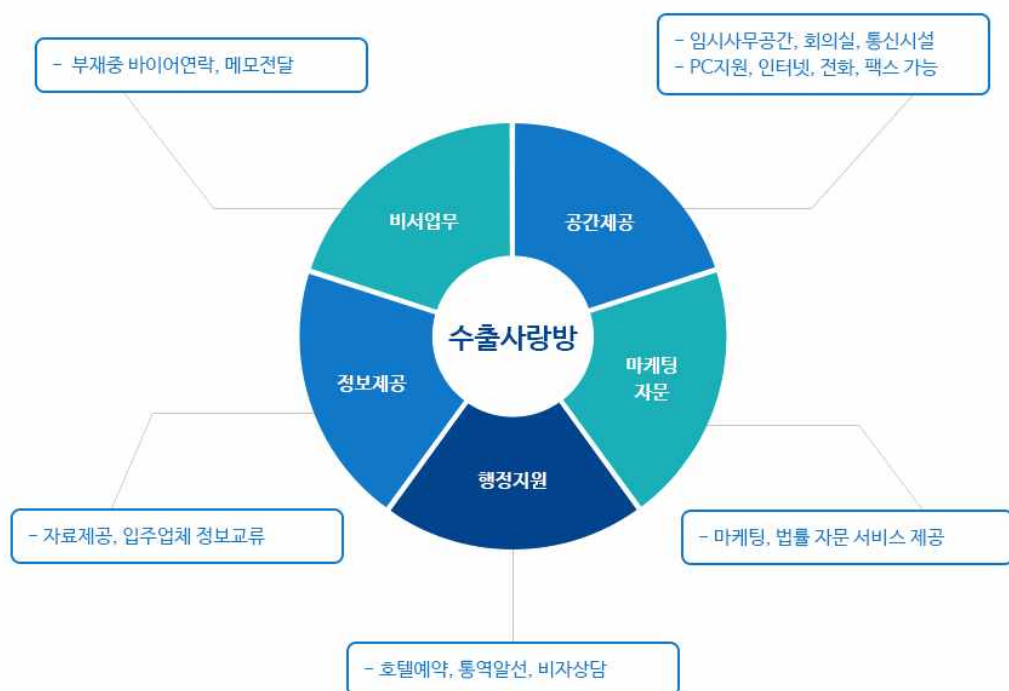 - 부재중 바이어연락, 메모전달
- 임시사무공간, 회의실, 통신시설
- PC지원, 인터넷, 전화, 팩스 가능
비서업무
공간제공
수출사랑방
정보제공
마케팅
자문
행정지원
- 자료제공, 입주업체 정보교류
- 마케팅, 법률 자문 서비스 제공
- 호텔예약, 통역알선, 비자상담